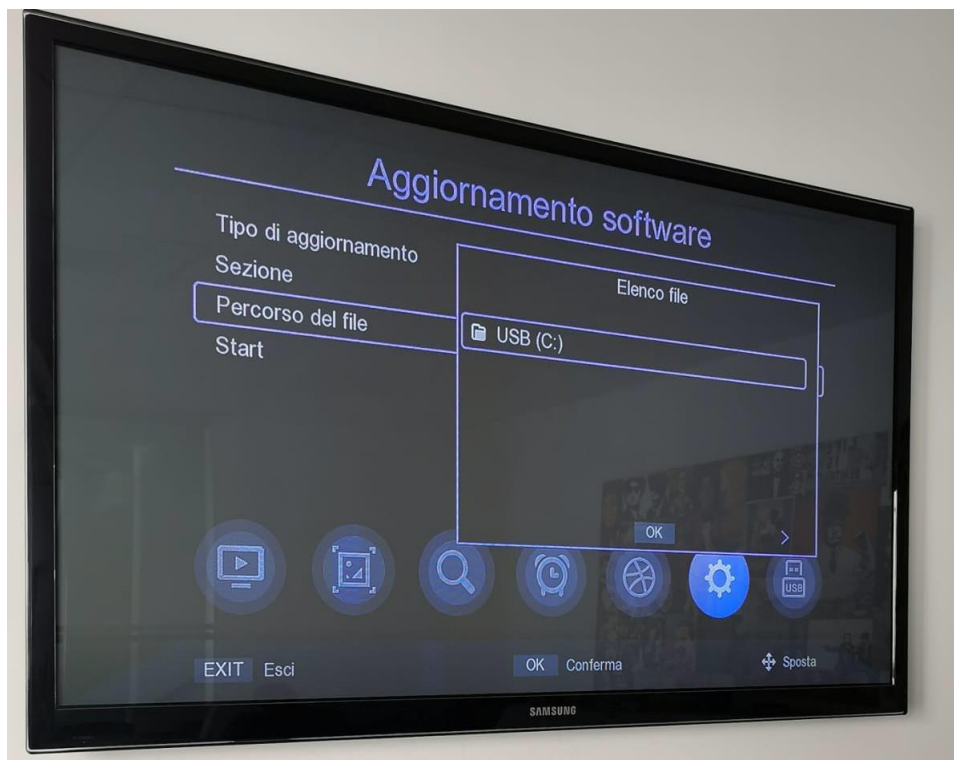 Aggiornamento software
Tipo di aggiornamento
Sezione
Percorso del file
Start
Elenco file
USB (C:)
OK
USB
EXIT Esci
OK Conferma
Sposta
SAMSUNG